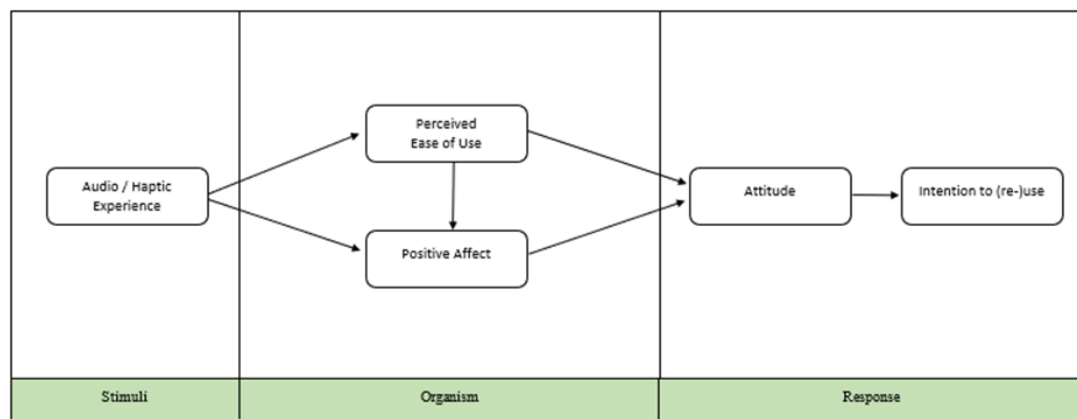 Perceived
Ease of Use
Audio / Haptic
Experience
Attitude
Intention to (re-)use
Positive Affect
Stimuli
Organism
Response